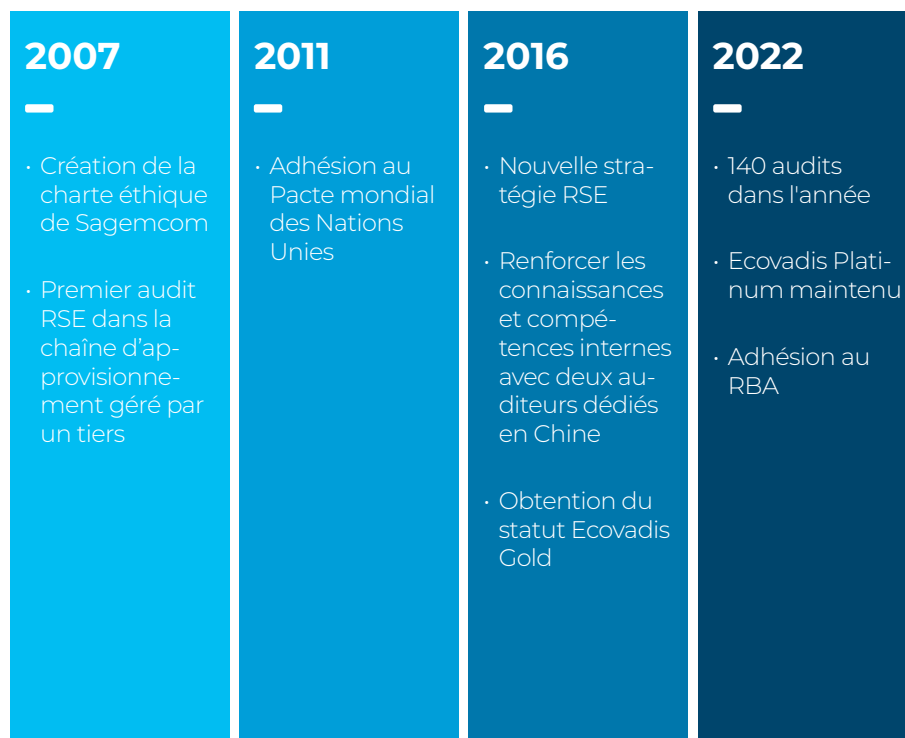 2007
· Création de la
charte éthique
de Sagemcom
· Premier audit
RSE dans la
chaîne d’ap-
provisionne-
ment géré par
un tiers
2011
· Adhésion au
Pacte mondial
des Nations
Unies
2016
· Nouvelle stra-
tégie RSE
· Renforcer les
connaissances
et compé-
tences internes
avec deux au-
diteurs dédiés
en Chine
· Obtention du
statut Ecovadis
Gold
2022
· 140 audits
dans l'année
· Ecovadis Plati-
num maintenu
· Adhésion au
RBA